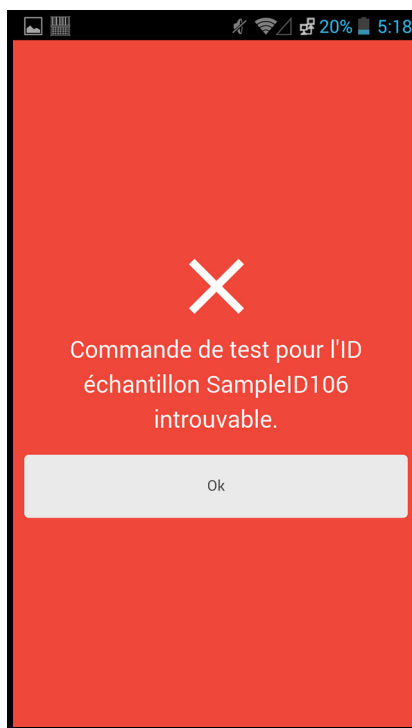 20% 5:18
Commande de test pour l'ID
échantillon SampleID106
introuvable.
Ok